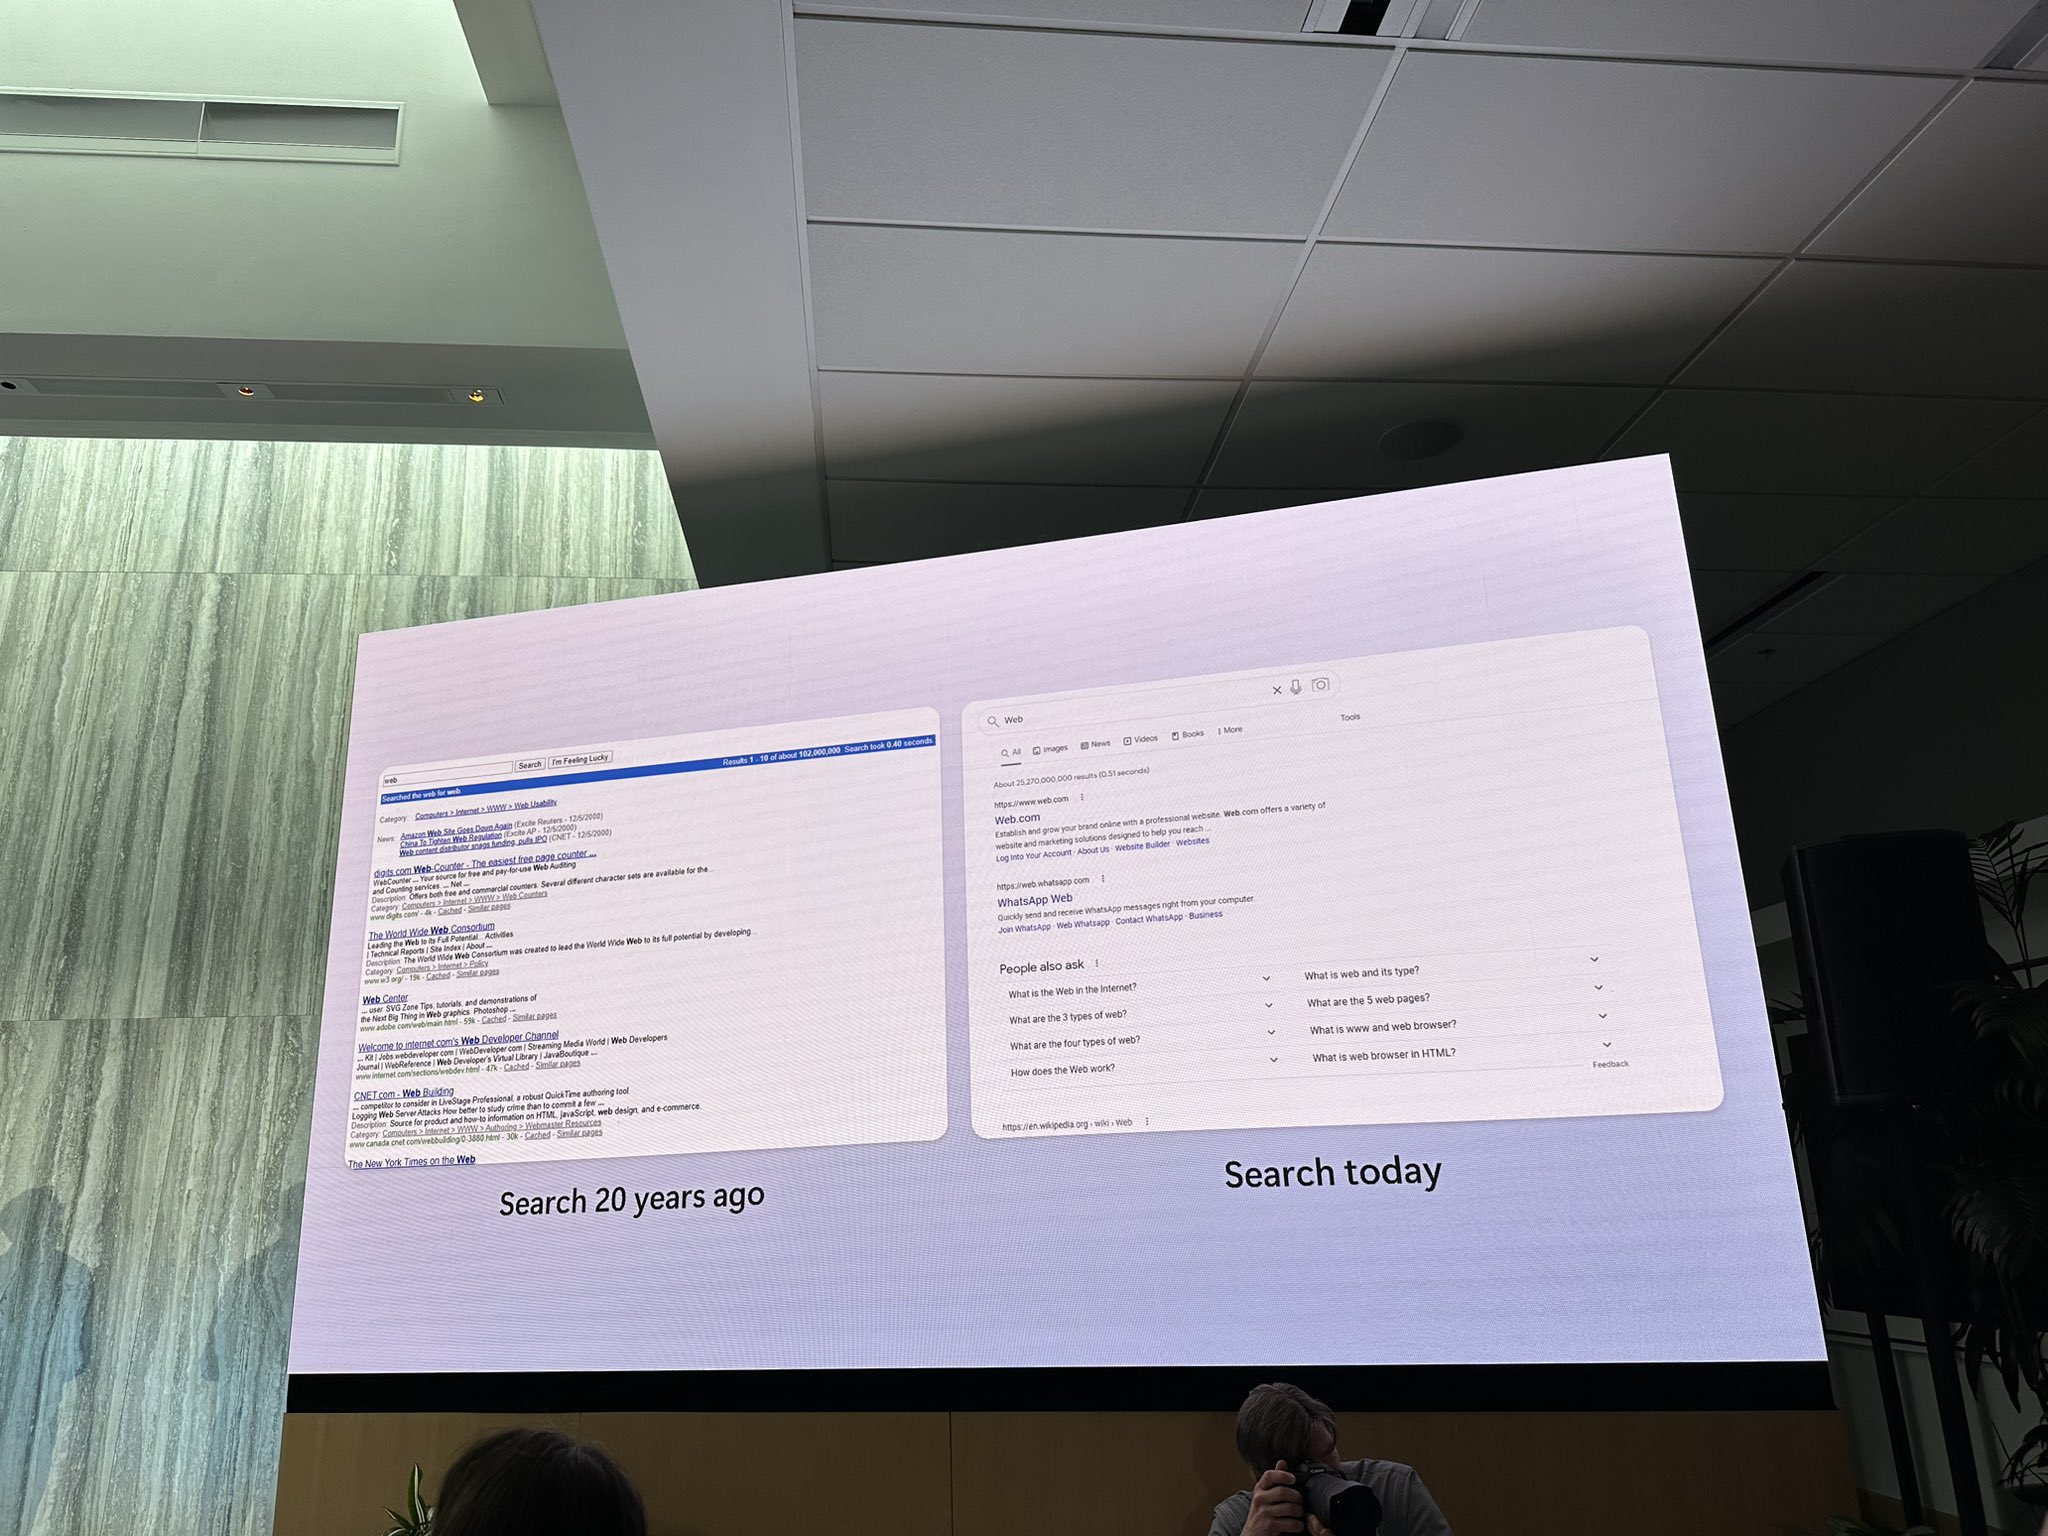 web
Search
I'm Feeling Lucky
Searched the web for web.
Results 1 - 10 of about 102,000,000. Search took 0.40 seconds.
Category: Computers > Internet > WWW > Web Usability
News: Amazon Web Site Goes Down Again (Excite Reuters - 12/5/2000)
China To Tighten Web Regulation (Excite AP - 12/5/2000)
Web content distributor snags funding, pulls IPO (CNET - 12/5/2000)
digits.com Web-Counter - The easiest free page counter ...
WebCounter ... Your source for free and pay-for-use Web Auditing
and Counting services. ... Net ...
Description: Offers both free and commercial counters. Several different character sets are available for the...
Category: Computers > Internet > WWW > Web Counters
www.digits.com/ - 4k - Cached - Similar pages
The World Wide Web Consortium
Leading the Web to its Full Potential... Activities
| Technical Reports | Site Index | About ...
Description: The World Wide Web Consortium was created to lead the World Wide Web to its full potential by developing...
Category: Computers > Internet > Policy
www.w3.org/ - 19k - Cached - Similar pages
Web Center
... user. SVG Zone Tips, tutorials, and demonstrations of
the Next Big Thing in Web graphics. Photoshop ...
www.adobe.com/web/main.html - 59k - Cached - Similar pages
Welcome to internet.com's Web Developer Channel
... Kit | Jobs.webdeveloper.com | WebDeveloper.com | Streaming Media World | Web Developers
Journal | WebReference | Web Developer's Virtual Library | JavaBoutique ...
www.internet.com/sections/webdev.html - 47k - Cached - Similar pages
CNET.com - Web Building
... competitor to consider in LiveStage Professional, a robust QuickTime authoring tool.
Logging Web Server Attacks How better to study crime than to commit a few ...
Description: Source for product and how-to information on HTML, JavaScript, web design, and e-commerce.
Category: Computers > Internet > WWW > Authoring > Webmaster Resources
www.canada.cnet.com/webbuilding/0-3880.html - 30k - Cached - Similar pages
The New York Times on the Web
Search 20 years ago
Web
All
Images
News
Videos
Books
More
Tools
About 25,270,000,000 results (0.51 seconds)
https://www.web.com
Web.com
Establish and grow your brand online with a professional website. Web.com offers a variety of
website and marketing solutions designed to help you reach ...
Log Into Your Account · About Us · Website Builder · Websites
https://web.whatsapp.com
WhatsApp Web
Quickly send and receive WhatsApp messages right from your computer.
Join WhatsApp · Web Whatsapp · Contact WhatsApp · Business
People also ask
What is the Web in the Internet?
What are the 3 types of web?
What are the four types of web?
How does the Web work?
What is web and its type?
What are the 5 web pages?
What is www and web browser?
What is web browser in HTML?
Feedback
https://en.wikipedia.org › wiki › Web
Search today
Canon